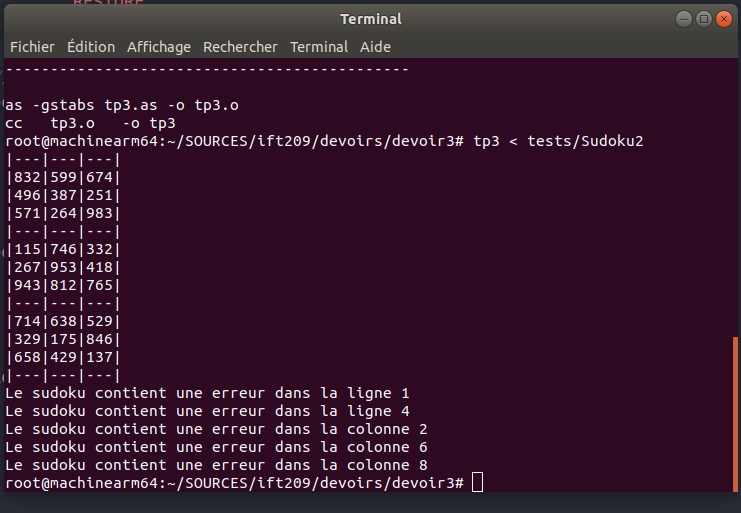 RESTORE
Terminal
Fichier Édition Affichage Rechercher Terminal Aide
---------------------------------------------
as -gstabs tp3.as -o tp3.o
cc   tp3.o   -o tp3
root@machinearm64:~/SOURCES/ift209/devoirs/devoir3# tp3 < tests/Sudoku2
|---|---|---|
|832|599|674|
|496|387|251|
|571|264|983|
|---|---|---|
|115|746|332|
|267|953|418|
|943|812|765|
|---|---|---|
|714|638|529|
|329|175|846|
|658|429|137|
|---|---|---|
Le sudoku contient une erreur dans la ligne 1
Le sudoku contient une erreur dans la ligne 4
Le sudoku contient une erreur dans la colonne 2
Le sudoku contient une erreur dans la colonne 6
Le sudoku contient une erreur dans la colonne 8
root@machinearm64:~/SOURCES/ift209/devoirs/devoir3#